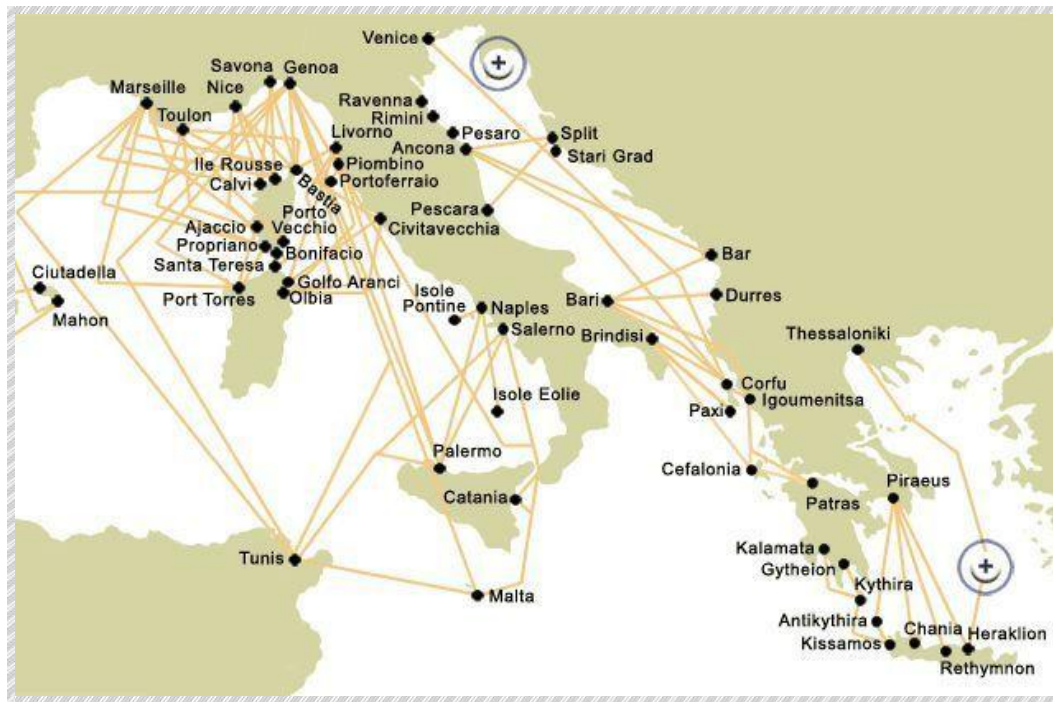 Venice
Savona
Genoa
Nice
Marseille
Toulon
Ravenna
Rimini
Pesaro
Ancona
Split
Stari Grad
Livorno
Ile Rousse
Piombino
Calvi
Bastia
Portoferraio
Porto
Vecchio
Pescara
Civitavecchia
Ajaccio
Propriano
Bonifacio
Santa Teresa
Bar
Ciutadella
Golfo Aranci
Port Torres
Olbia
Mahon
Isole
Pontine
Naples
Salerno
Bari
Durres
Brindisi
Thessaloniki
Corfu
Igoumenitsa
Paxi
Isole Eolie
Palermo
Cefalonia
Catania
Patras
Piraeus
Tunis
Kalamata
Gytheion
Malta
Kythira
Antikythira
Chania
Heraklion
Kissamos
Rethymnon